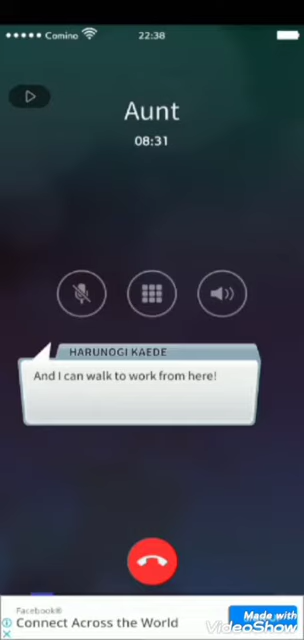 Comino
22:38
Aunt
08:31
HARUNOGI KAEDE
And I can walk to work from here!
Facebook®
Connect Across the World
Made with
VideoShow